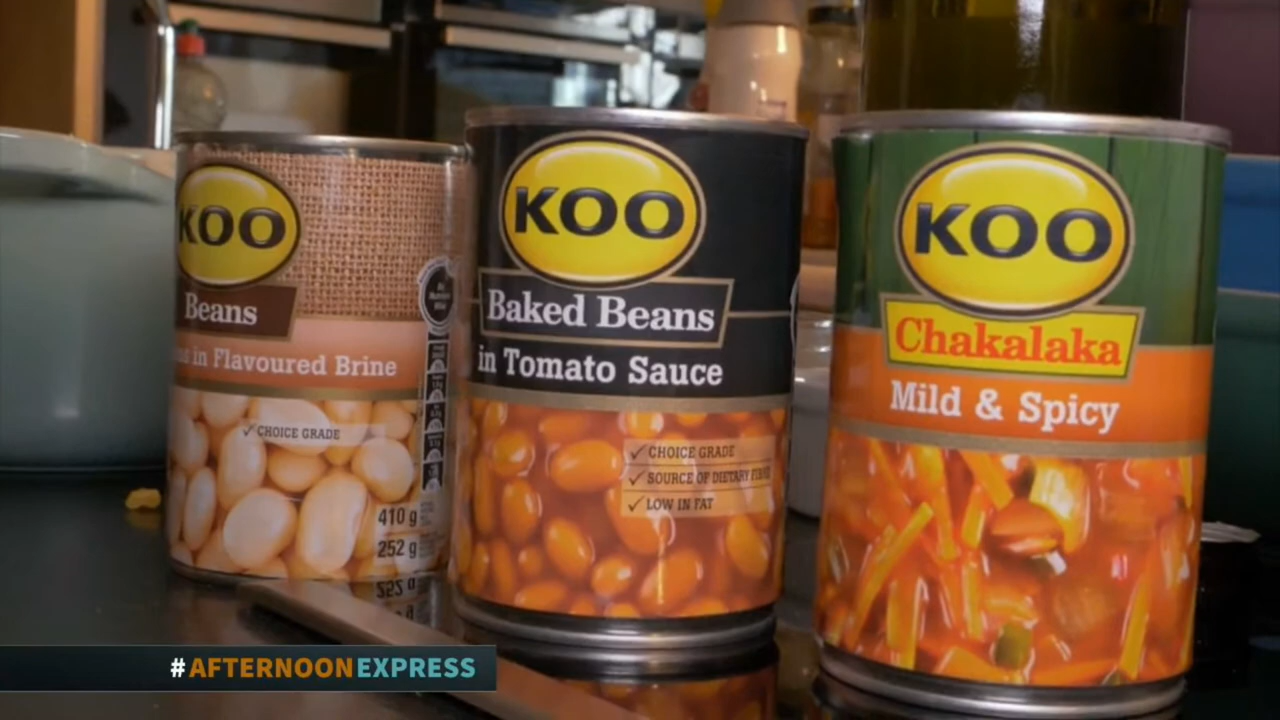 KOO
Beans
in Flavoured Brine
✓ CHOICE GRADE
410 g
252 g
KOO
Baked Beans
in Tomato Sauce
✓ CHOICE GRADE
✓ SOURCE OF DIETARY FIBRE
✓ LOW IN FAT
KOO
Chakalaka
Mild & Spicy
#AFTERNOONEXPRESS